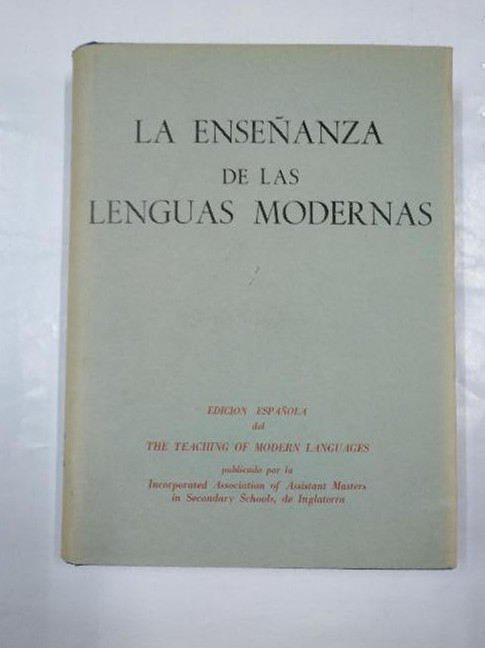 LA ENSEÑANZA
DE LAS
LENGUAS MODERNAS
EDICION ESPAÑOLA
del
THE TEACHING OF MODERN LANGUAGES
publicado por la
Incorporated Association of Assistant Masters
in Secondary Schools, de Inglaterra